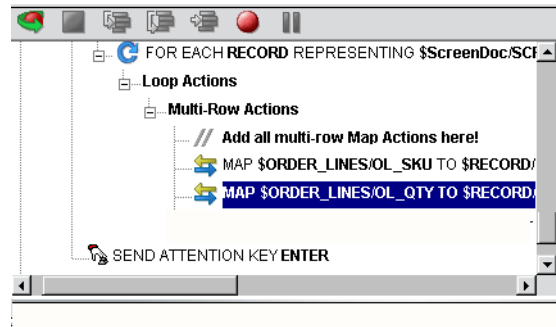 FOR EACH RECORD REPRESENTING $ScreenDoc/SCR
Loop Actions
Multi-Row Actions
// Add all multi-row Map Actions here!
MAP $ORDER_LINES/OL_SKU TO $RECORD/
MAP $ORDER_LINES/OL_QTY TO $RECORD/
SEND ATTENTION KEY ENTER